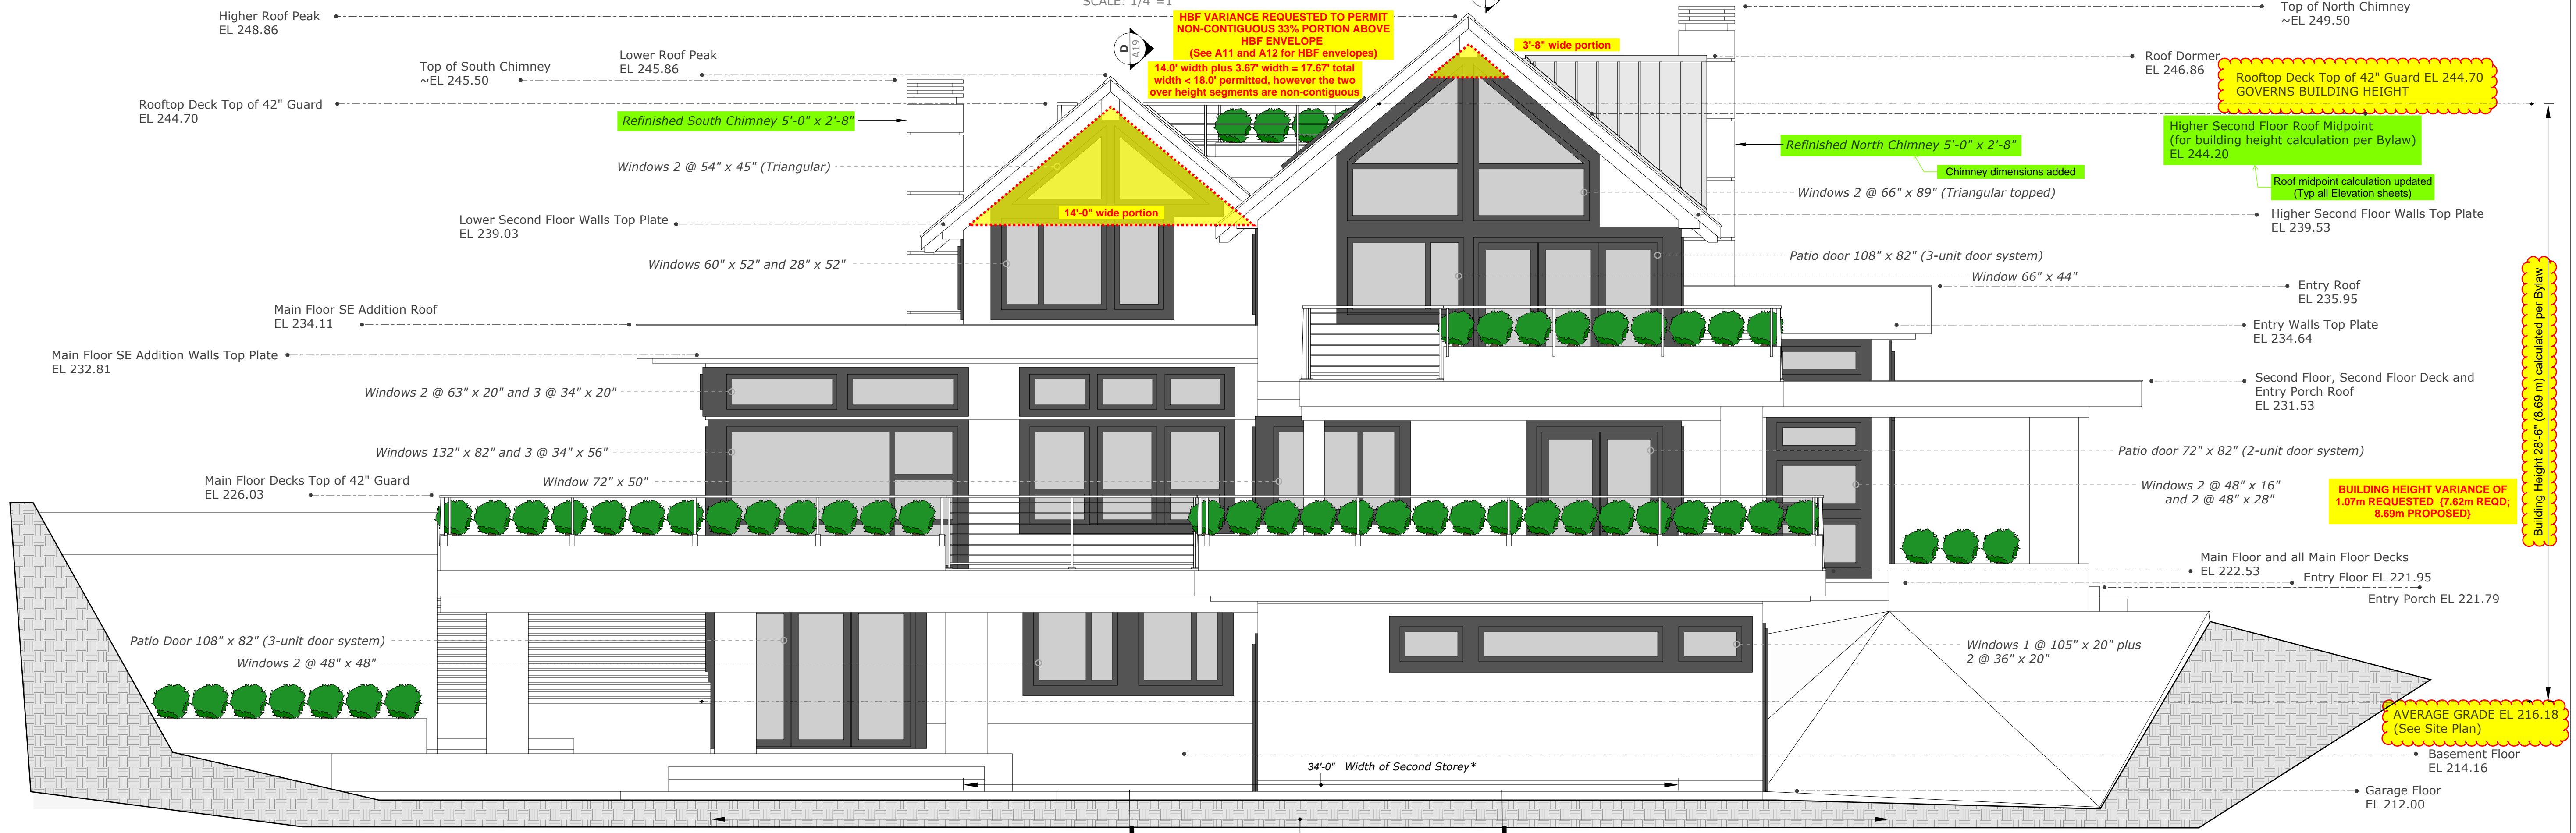 SCALE: 1/4"=1'
Higher Roof Peak
EL 248.86
Lower Roof Peak
EL 245.86
Top of South Chimney
~EL 245.50
Rooftop Deck Top of 42" Guard
EL 244.70
Refinished South Chimney 5'-0" x 2'-8"
Windows 2 @ 54" x 45" (Triangular)
Lower Second Floor Walls Top Plate
EL 239.03
Windows 60" x 52" and 28" x 52"
Main Floor SE Addition Roof
EL 234.11
Main Floor SE Addition Walls Top Plate
EL 232.81
Windows 2 @ 63" x 20" and 3 @ 34" x 20"
Windows 132" x 82" and 3 @ 34" x 56"
Main Floor Decks Top of 42" Guard
EL 226.03
Window 72" x 50"
Patio Door 108" x 82" (3-unit door system)
Windows 2 @ 48" x 48"
D
A19
HBF VARIANCE REQUESTED TO PERMIT
NON-CONTIGUOUS 33% PORTION ABOVE
HBF ENVELOPE
(See A11 and A12 for HBF envelopes)
14.0' width plus 3.67' width = 17.67' total
width < 18.0' permitted, however the two
over height segments are non-contiguous
3'-8" wide portion
14'-0" wide portion
Top of North Chimney
~EL 249.50
Roof Dormer
EL 246.86
Rooftop Deck Top of 42" Guard EL 244.70
GOVERNS BUILDING HEIGHT
Higher Second Floor Roof Midpoint
(for building height calculation per Bylaw)
EL 244.20
Refinished North Chimney 5'-0" x 2'-8"
Chimney dimensions added
Roof midpoint calculation updated
(Typ all Elevation sheets)
Windows 2 @ 66" x 89" (Triangular topped)
Higher Second Floor Walls Top Plate
EL 239.53
Patio door 108" x 82" (3-unit door system)
Window 66" x 44"
Entry Roof
EL 235.95
Entry Walls Top Plate
EL 234.64
Second Floor, Second Floor Deck and
Entry Porch Roof
EL 231.53
Building Height 28'-6" (8.69 m) calculated per Bylaw
Patio door 72" x 82" (2-unit door system)
Windows 2 @ 48" x 16"
and 2 @ 48" x 28"
BUILDING HEIGHT VARIANCE OF
1.07m REQUESTED {7.62m REQD;
8.69m PROPOSED}
Main Floor and all Main Floor Decks
EL 222.53
Entry Floor EL 221.95
Entry Porch EL 221.79
Windows 1 @ 105" x 20" plus
2 @ 36" x 20"
AVERAGE GRADE EL 216.18
(See Site Plan)
Basement Floor
EL 214.16
34'-0" Width of Second Storey*
Garage Floor
EL 212.00